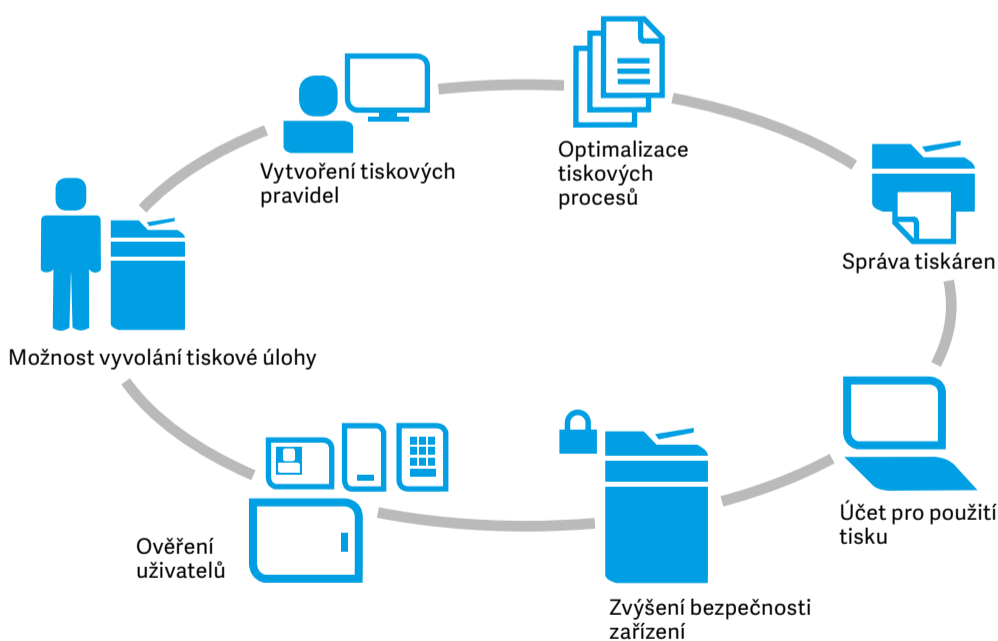 Vytvoření tiskových
pravidel
Optimalizace
tiskových
procesů
Správa tiskáren
Možnost vyvolání tiskové úlohy
Účet pro použití
tisku
Ověření
uživatelů
Zvýšení bezpečnosti
zařízení